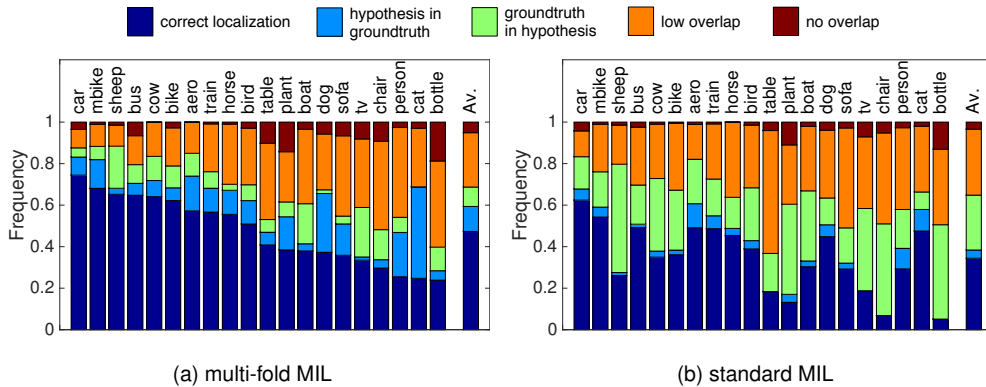 correct localization
hypothesis in
groundtruth
groundtruth
in hypothesis
low overlap
no overlap
car
mbike
sheep
bus
cow
bike
aero
train
horse
bird
table
plant
boat
dog
sofa
tv
chair
person
cat
bottle
Av.
1
0.8
0.6
0.4
0.2
0
Frequency
(a) multi-fold MIL
car
mbike
sheep
bus
cow
bike
aero
train
horse
bird
table
plant
boat
dog
sofa
tv
chair
person
cat
bottle
Av.
1
0.8
0.6
0.4
0.2
0
Frequency
(b) standard MIL